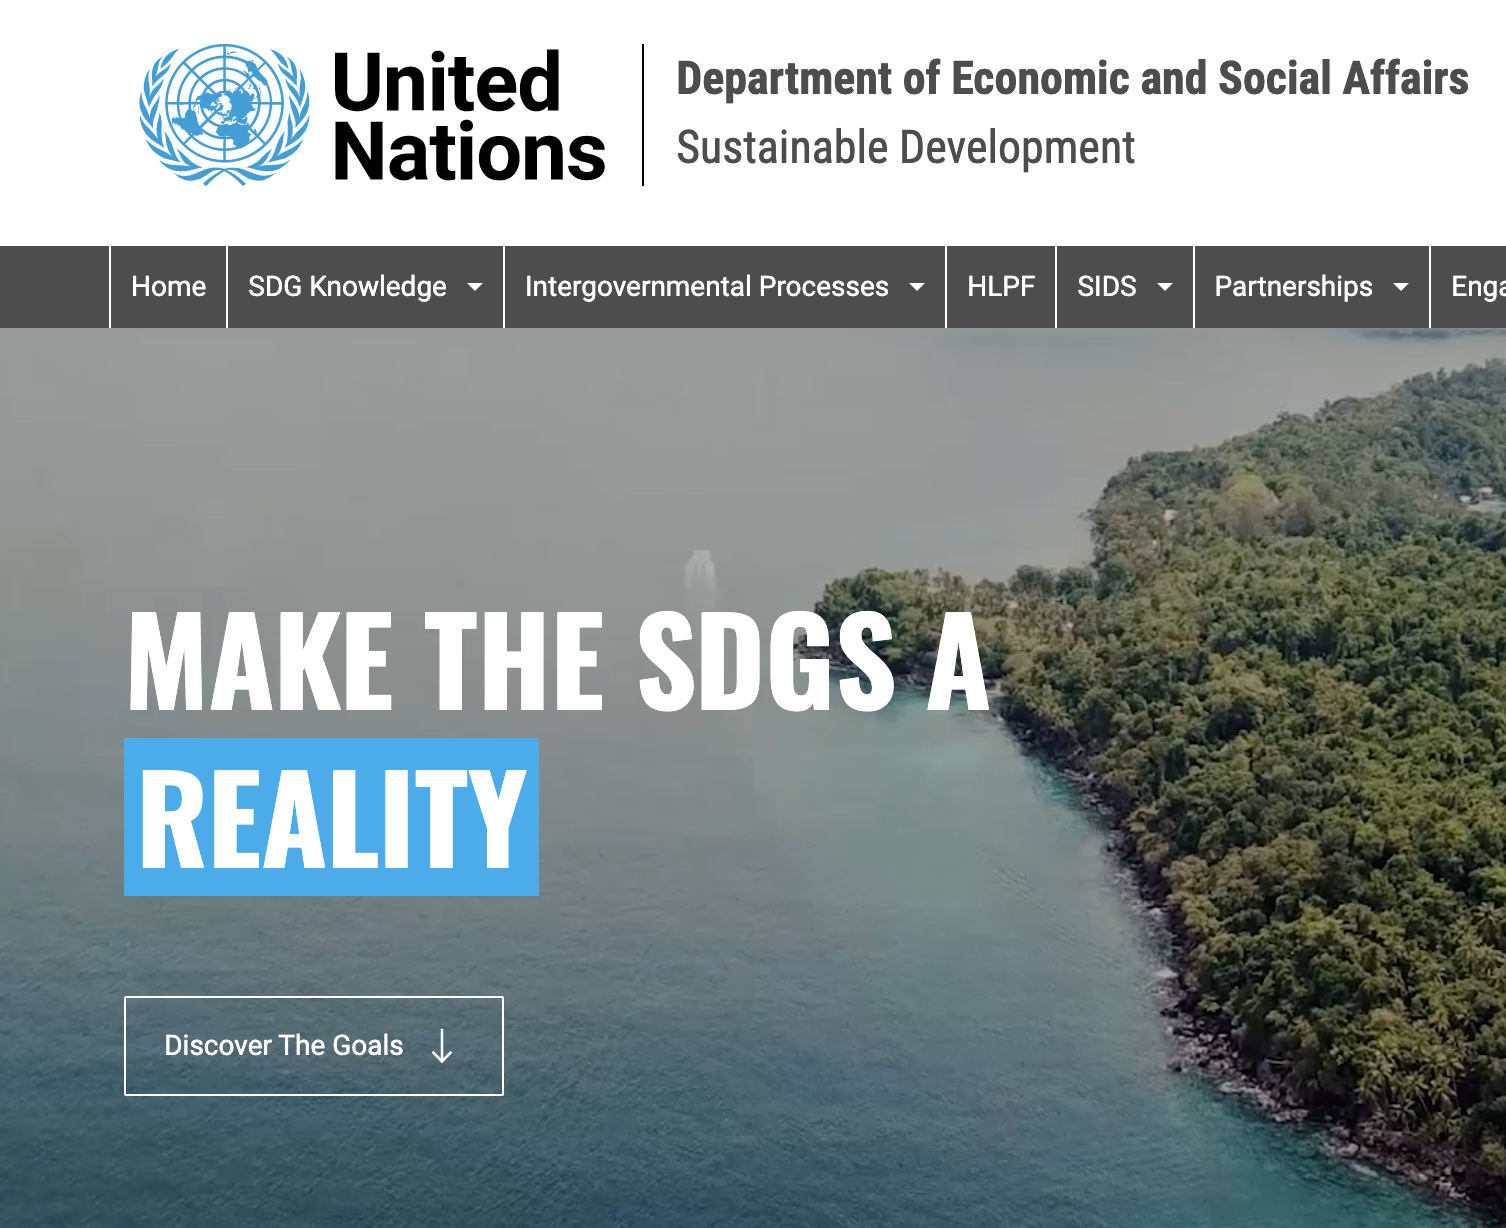 United
Nations
Department of Economic and Social Affairs
Sustainable Development
Home
SDG Knowledge
Intergovernmental Processes
HLPF
SIDS
Partnerships
MAKE THE SDGS A
REALITY
Discover The Goals